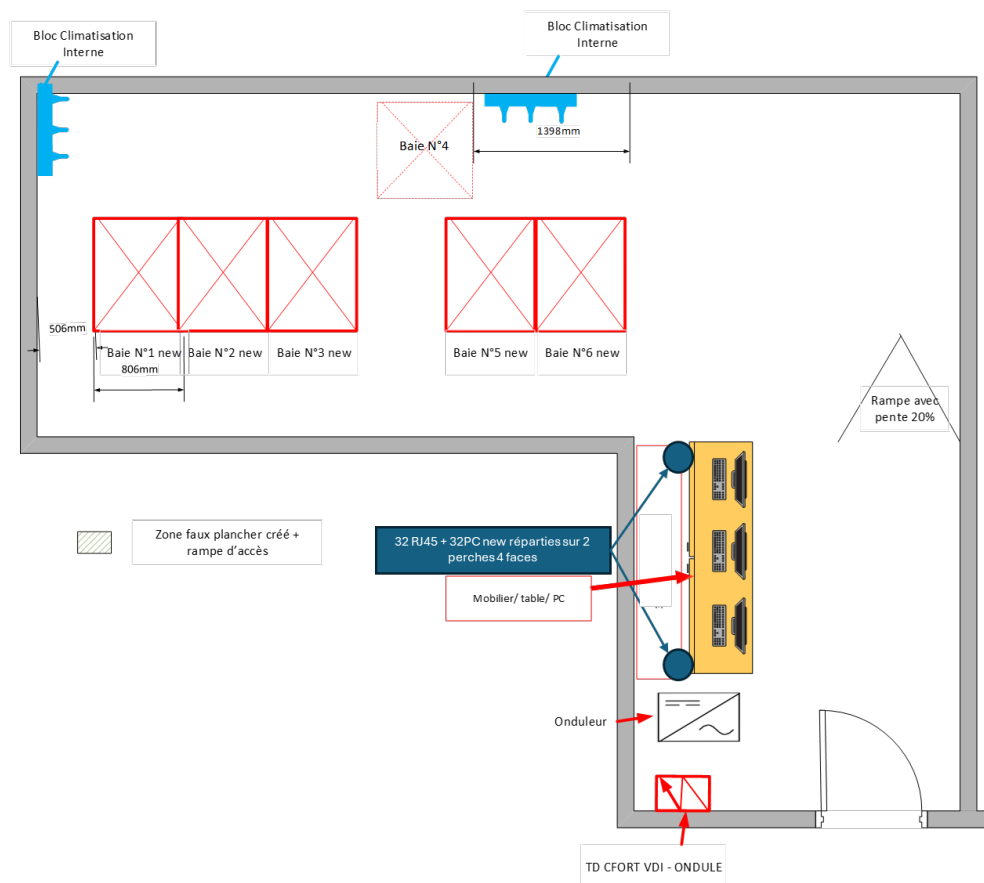 Bloc Climatisation
Interne
Bloc Climatisation
Interne
1398mm
Baie N°4
506mm
Baie N°1 new
Baie N°2 new
Baie N°3 new
Baie N°5 new
Baie N°6 new
806mm
Rampe avec
pente 20%
Zone faux plancher créé +
rampe d'accès
32 RJ45 + 32PC new réparties sur 2
perches 4 faces
Mobilier/ table/ PC
Onduleur
TD CFORT VDI - ONDULE